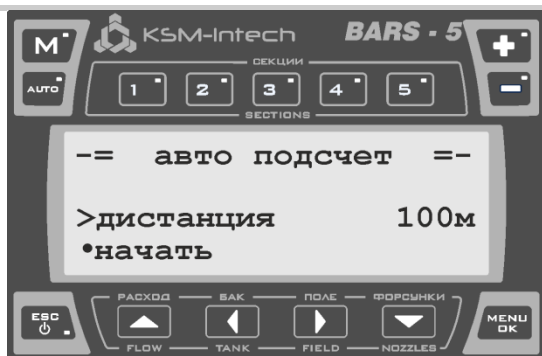 M KSM-Intech BARS - 5 +
СЕКЦИИ
AUTO 1 2 3 4 5 -
SECTIONS
-= авто подсчет =-
>дистанция 100м
•начать
РАСХОД БАК ПОЛЕ ФОРСУНКИ
ESC MENU OK
FLOW TANK FIELD NOZZLES